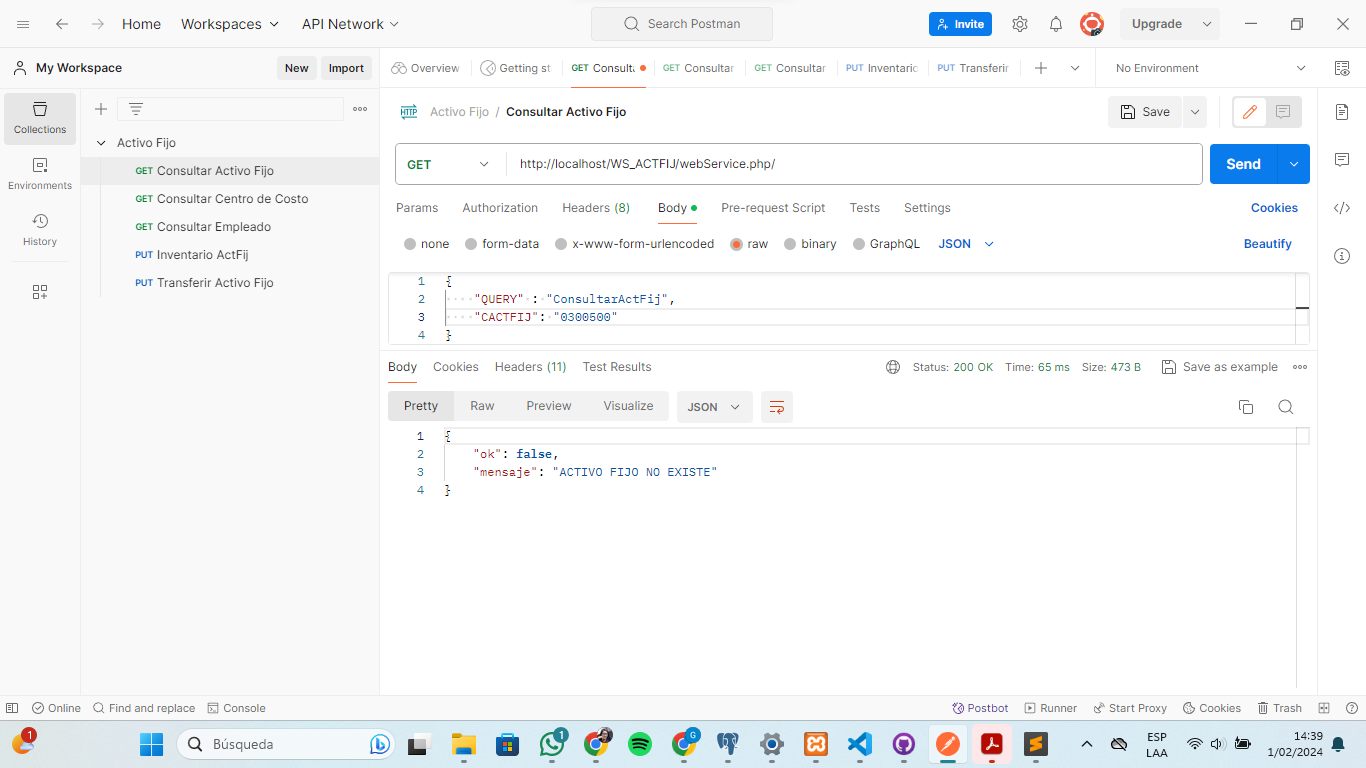 Home Workspaces API Network Search Postman Invite Upgrade
My Workspace New Import Overview Getting st GET Consulta GET Consultar GET Consultar PUT Inventaric PUT Transferir No Environment
Collections
Environments
History
Activo Fijo
GET Consultar Activo Fijo
GET Consultar Centro de Costo
GET Consultar Empleado
PUT Inventario ActFij
PUT Transferir Activo Fijo
HTTP Activo Fijo / Consultar Activo Fijo Save
GET http://localhost/WS_ACTFIJ/webService.php/ Send
Params Authorization Headers (8) Body Pre-request Script Tests Settings Cookies
none form-data x-www-form-urlencoded raw binary GraphQL JSON Beautify
1 {
2 "QUERY" : "ConsultarActFij",
3 "CACTFIJ": "0300500"
4 }
Body Cookies Headers (11) Test Results Status: 200 OK Time: 65 ms Size: 473 B Save as example
Pretty Raw Preview Visualize JSON
1 {
2 "ok": false,
3 "mensaje": "ACTIVO FIJO NO EXISTE"
4 }
Online Find and replace Console Postbot Runner Start Proxy Cookies Trash
1 Búsqueda 1 G ESP 14:39
LAA 1/02/2024